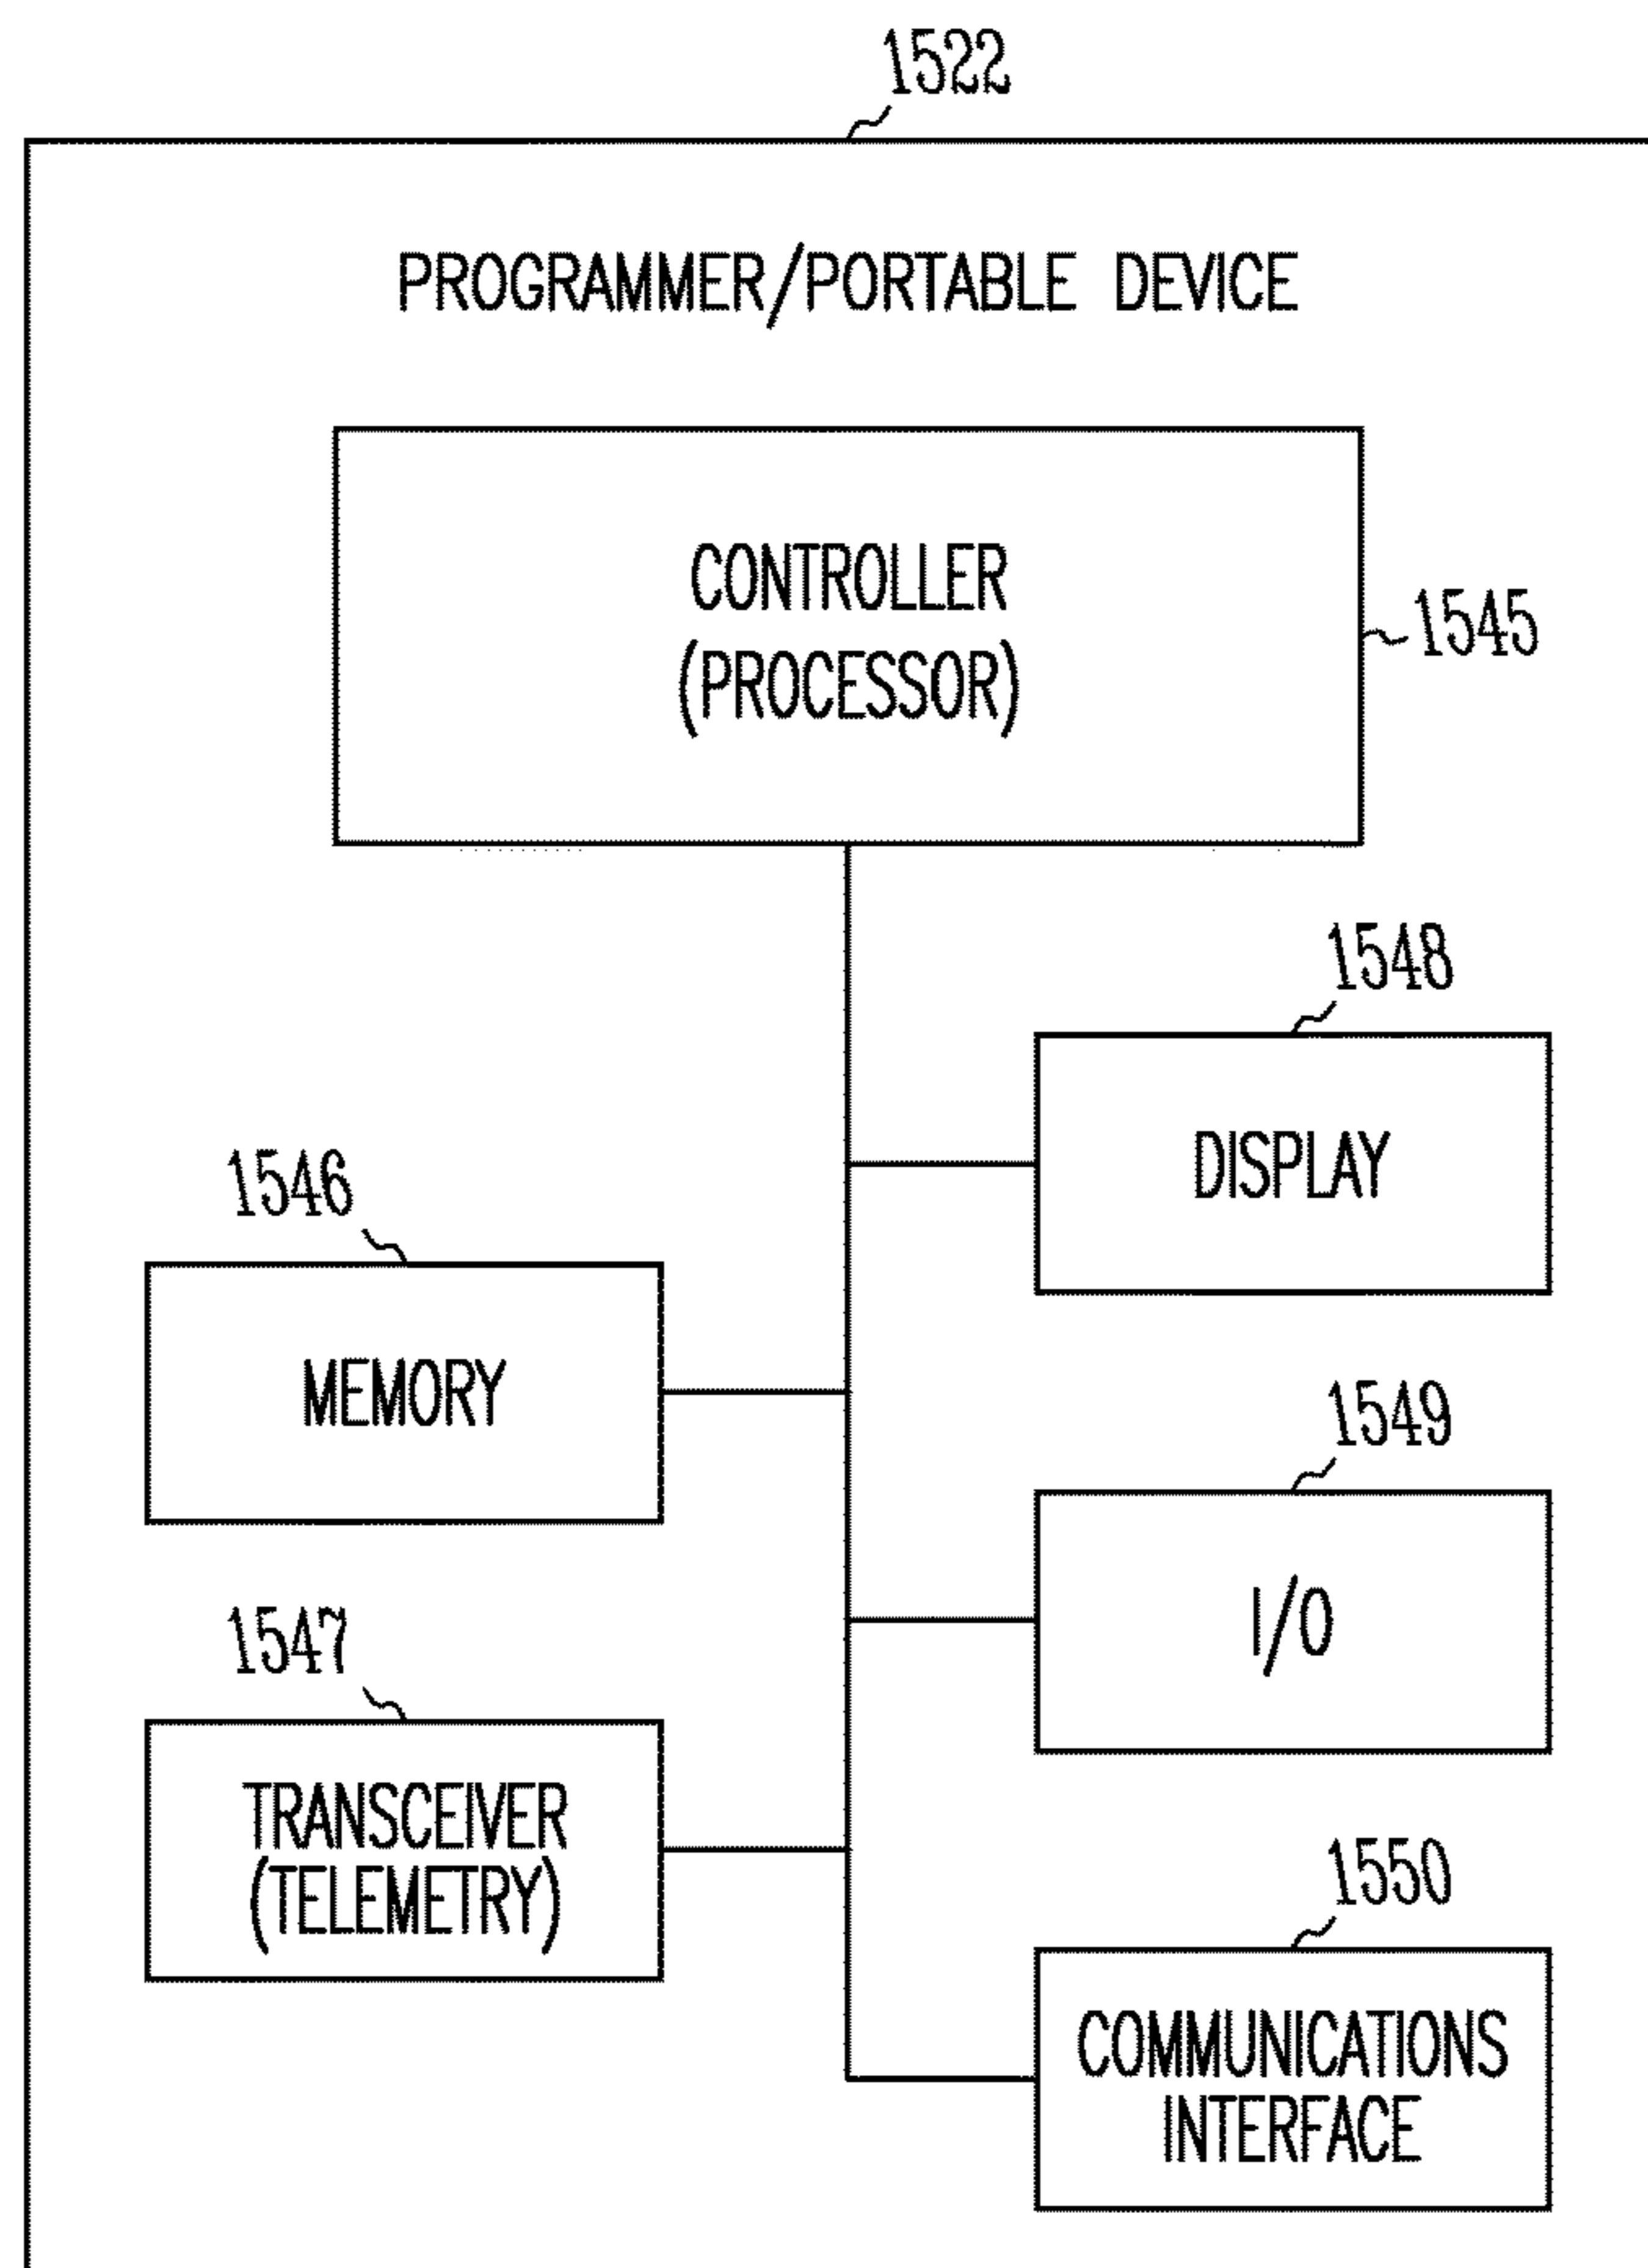 1522
PROGRAMMER/PORTABLE DEVICE
CONTROLLER
(PROCESSOR)
1545
1548
DISPLAY
1546
MEMORY
1549
I/O
1547
TRANSCEIVER
(TELEMETRY)
1550
COMMUNICATIONS
INTERFACE